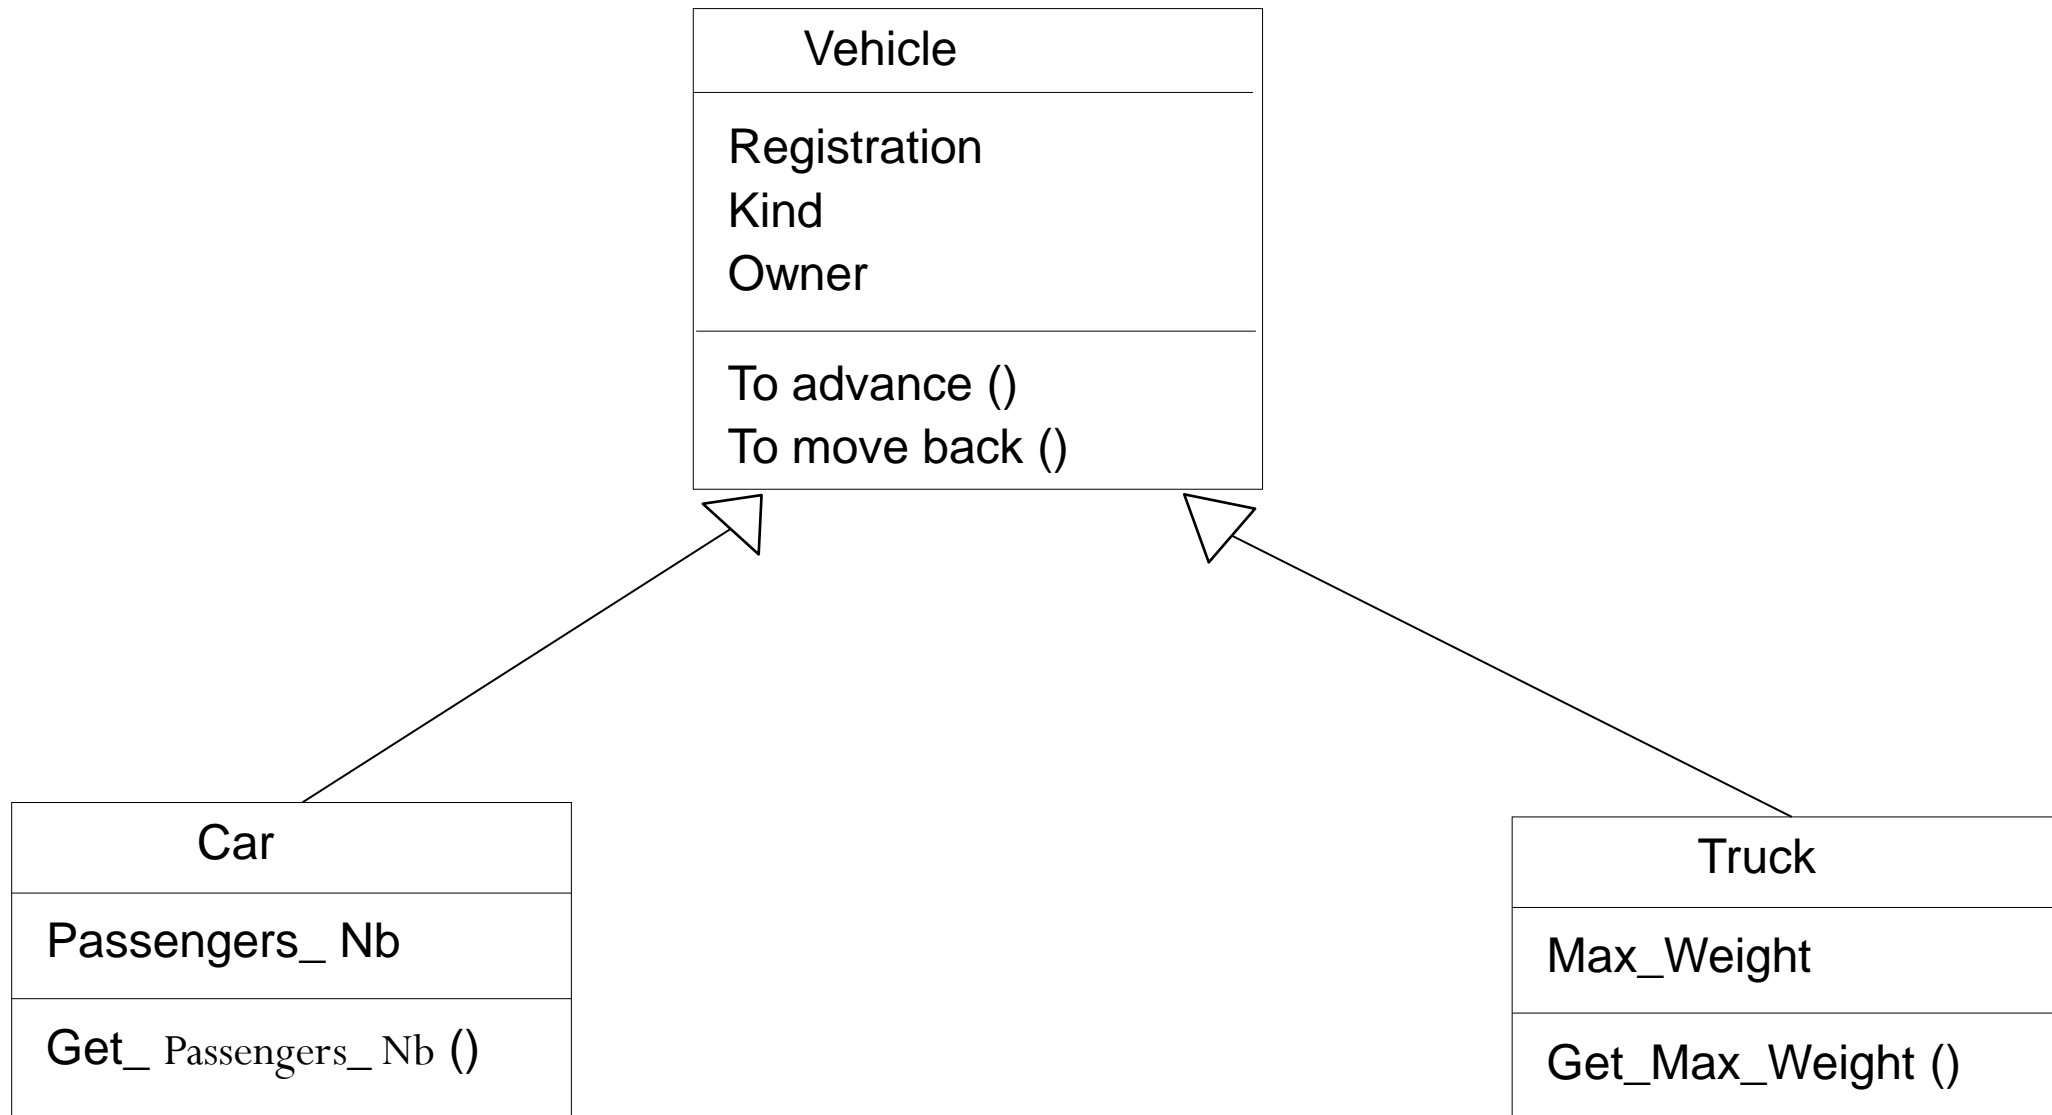 Vehicle
Registration
Kind
Owner
To advance ()
To move back ()
Car
Passengers_ Nb
Get_ Passengers_ Nb ()
Truck
Max_Weight
Get_Max_Weight ()